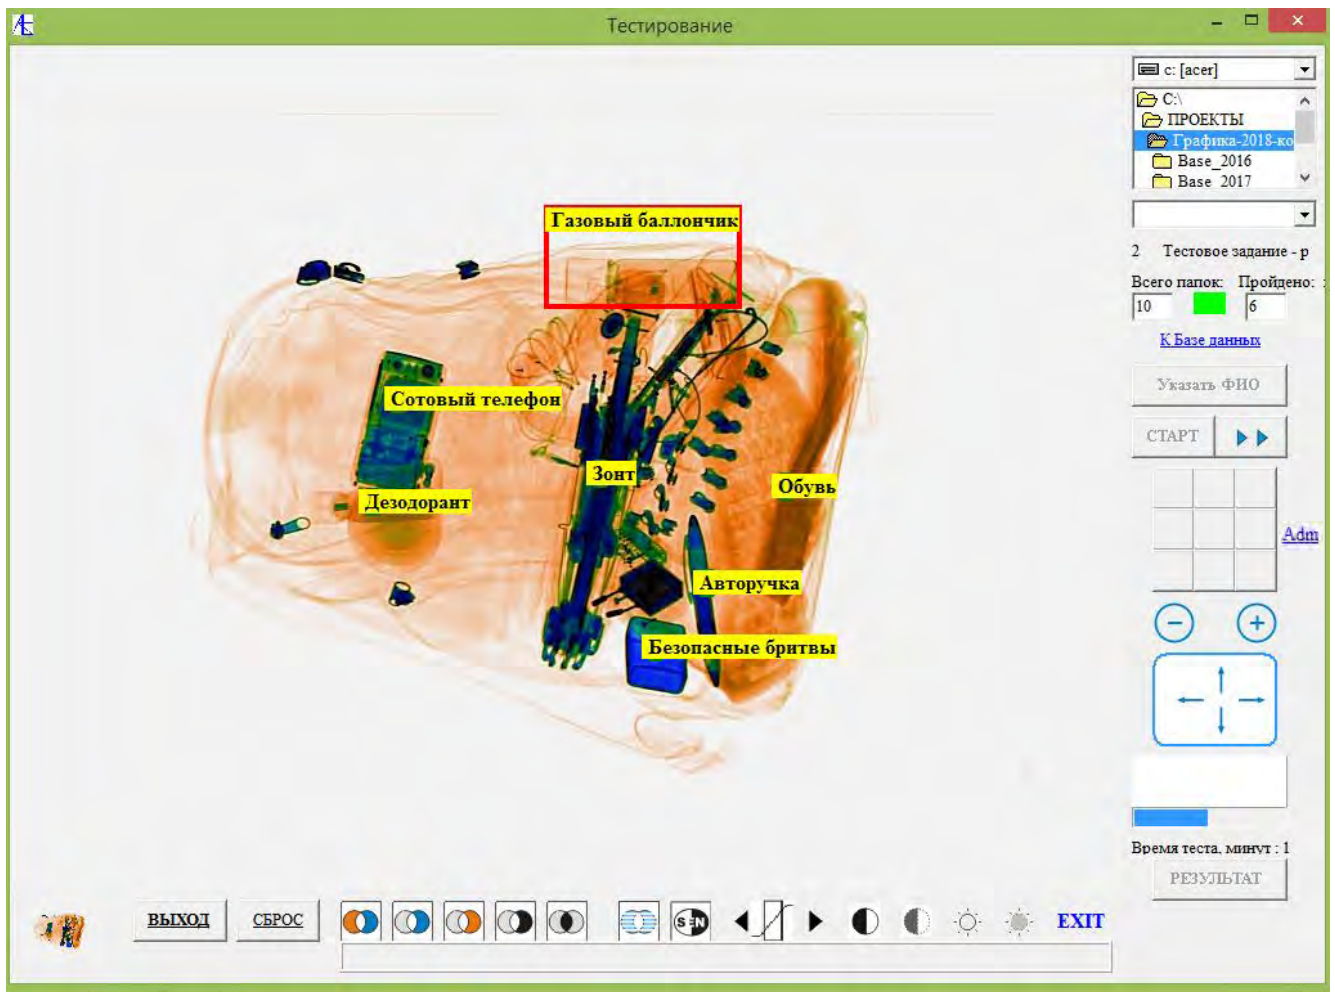 Тестирование
c: [acer]
C:\
ПРОЕКТЫ
Графика-2018-ко
Base_2016
Base_2017
2 Тестовое задание - р
Всего папок: Пройдено:
10 6
К Базе данных
Указать ФИО
СТАРТ
Adm
Время теста, минут : 1
РЕЗУЛЬТАТ
Газовый баллончик
Сотовый телефон
Зонт
Обувь
Дезодорант
Авторучка
Безопасные бритвы
ВЫХОД СБРОС SEN EXIT